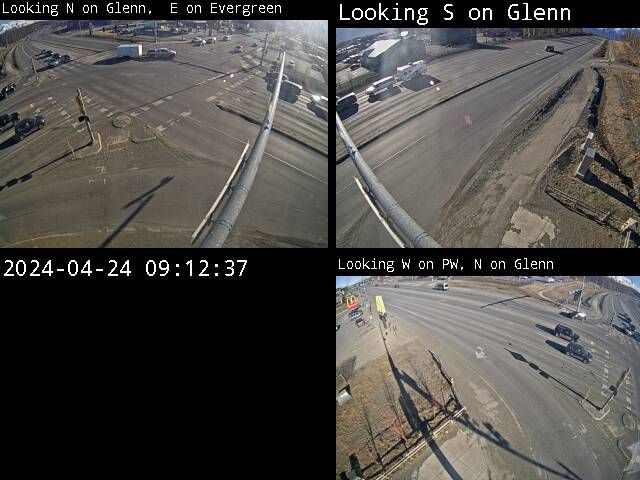 Looking N on Glenn,  E on Evergreen
Looking S on Glenn
2024-04-24 09:12:37
Looking W on PW, N on Glenn